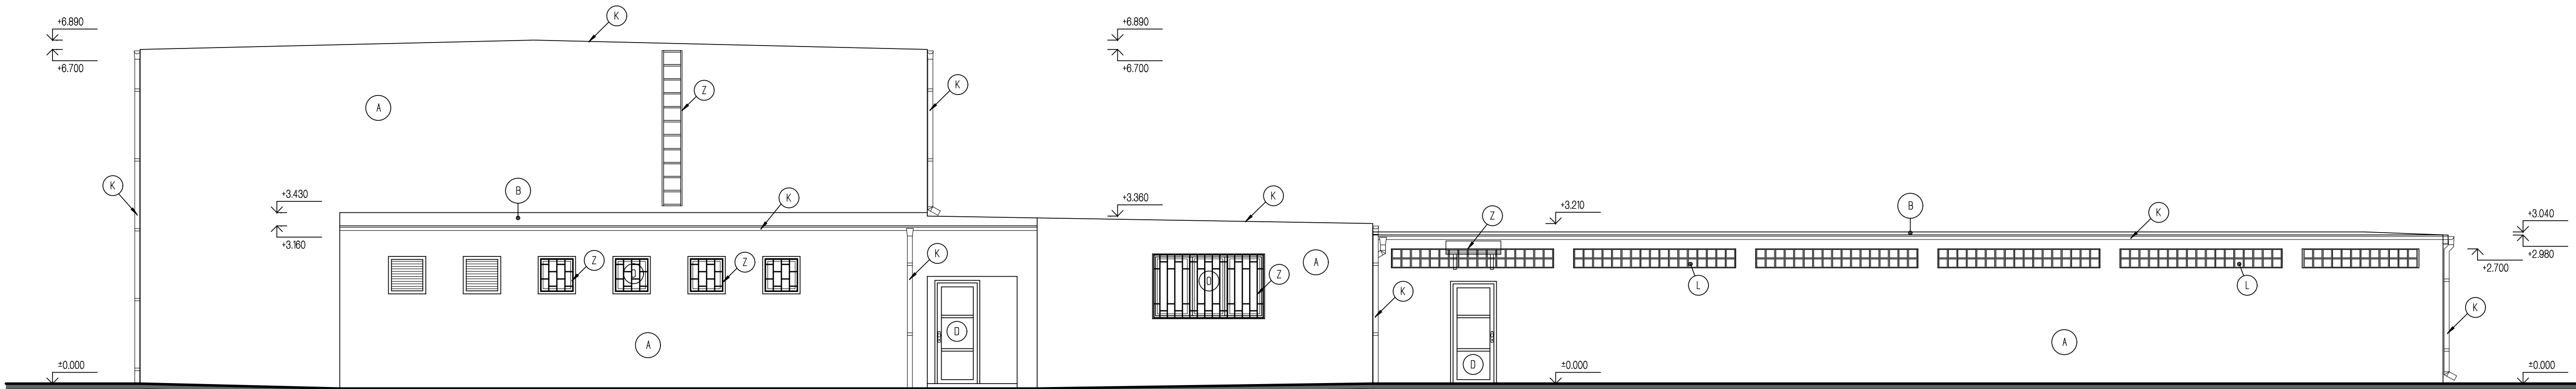 +6.890
K
+6.890
+6.700
+6.700
Z
K
A
K
B
K
K
+3.430
+3.360
+3.210
B
K
+3.040
Z
+3.160
K
+2.980
Z
Z
A
+2.700
O
O
Z
L
L
K
K
D
A
A
D
±0.000
±0.000
±0.000